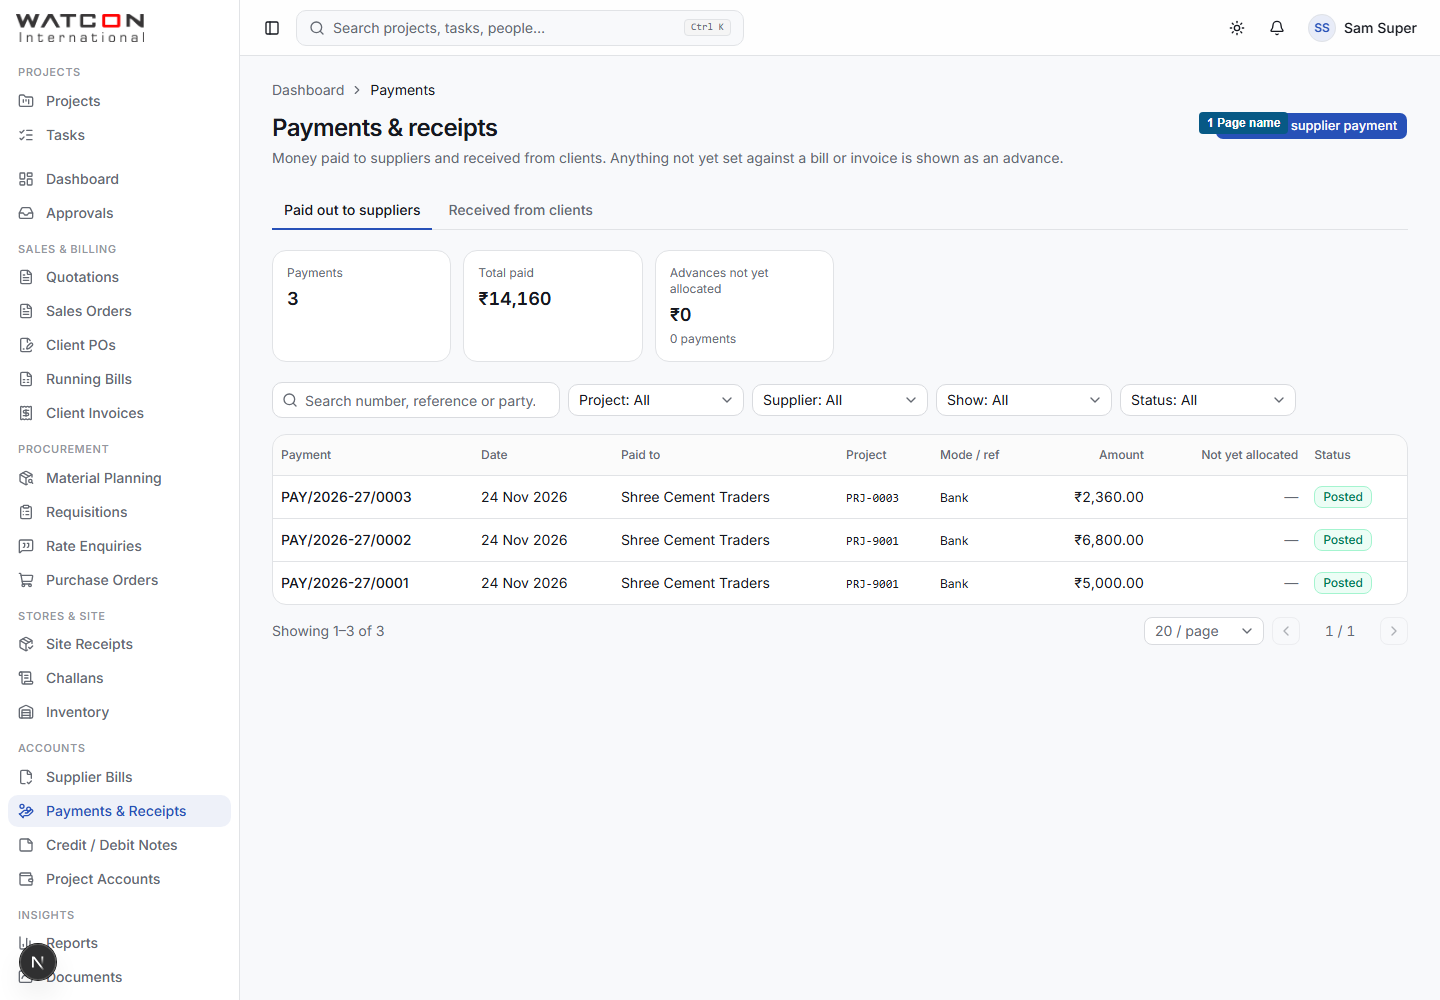 WATCON
International
Search projects, tasks, people...
Ctrl K
SS
Sam Super
PROJECTS
Projects
Tasks
Dashboard
Approvals
SALES & BILLING
Quotations
Sales Orders
Client POs
Running Bills
Client Invoices
PROCUREMENT
Material Planning
Requisitions
Rate Enquiries
Purchase Orders
STORES & SITE
Site Receipts
Challans
Inventory
ACCOUNTS
Supplier Bills
Payments & Receipts
Credit / Debit Notes
Project Accounts
INSIGHTS
Reports
Documents
N
Dashboard > Payments
Payments & receipts
1 Page name
supplier payment
Money paid to suppliers and received from clients. Anything not yet set against a bill or invoice is shown as an advance.
Paid out to suppliers Received from clients
Payments
3
Total paid
₹14,160
Advances not yet
allocated
₹0
0 payments
Search number, reference or party.
Project: All
Supplier: All
Show: All
Status: All
Payment Date Paid to Project Mode / ref Amount Not yet allocated Status
PAY/2026-27/0003 24 Nov 2026 Shree Cement Traders PRJ-0003 Bank ₹2,360.00 — Posted
PAY/2026-27/0002 24 Nov 2026 Shree Cement Traders PRJ-9001 Bank ₹6,800.00 — Posted
PAY/2026-27/0001 24 Nov 2026 Shree Cement Traders PRJ-9001 Bank ₹5,000.00 — Posted
Showing 1–3 of 3
20 / page
1 / 1